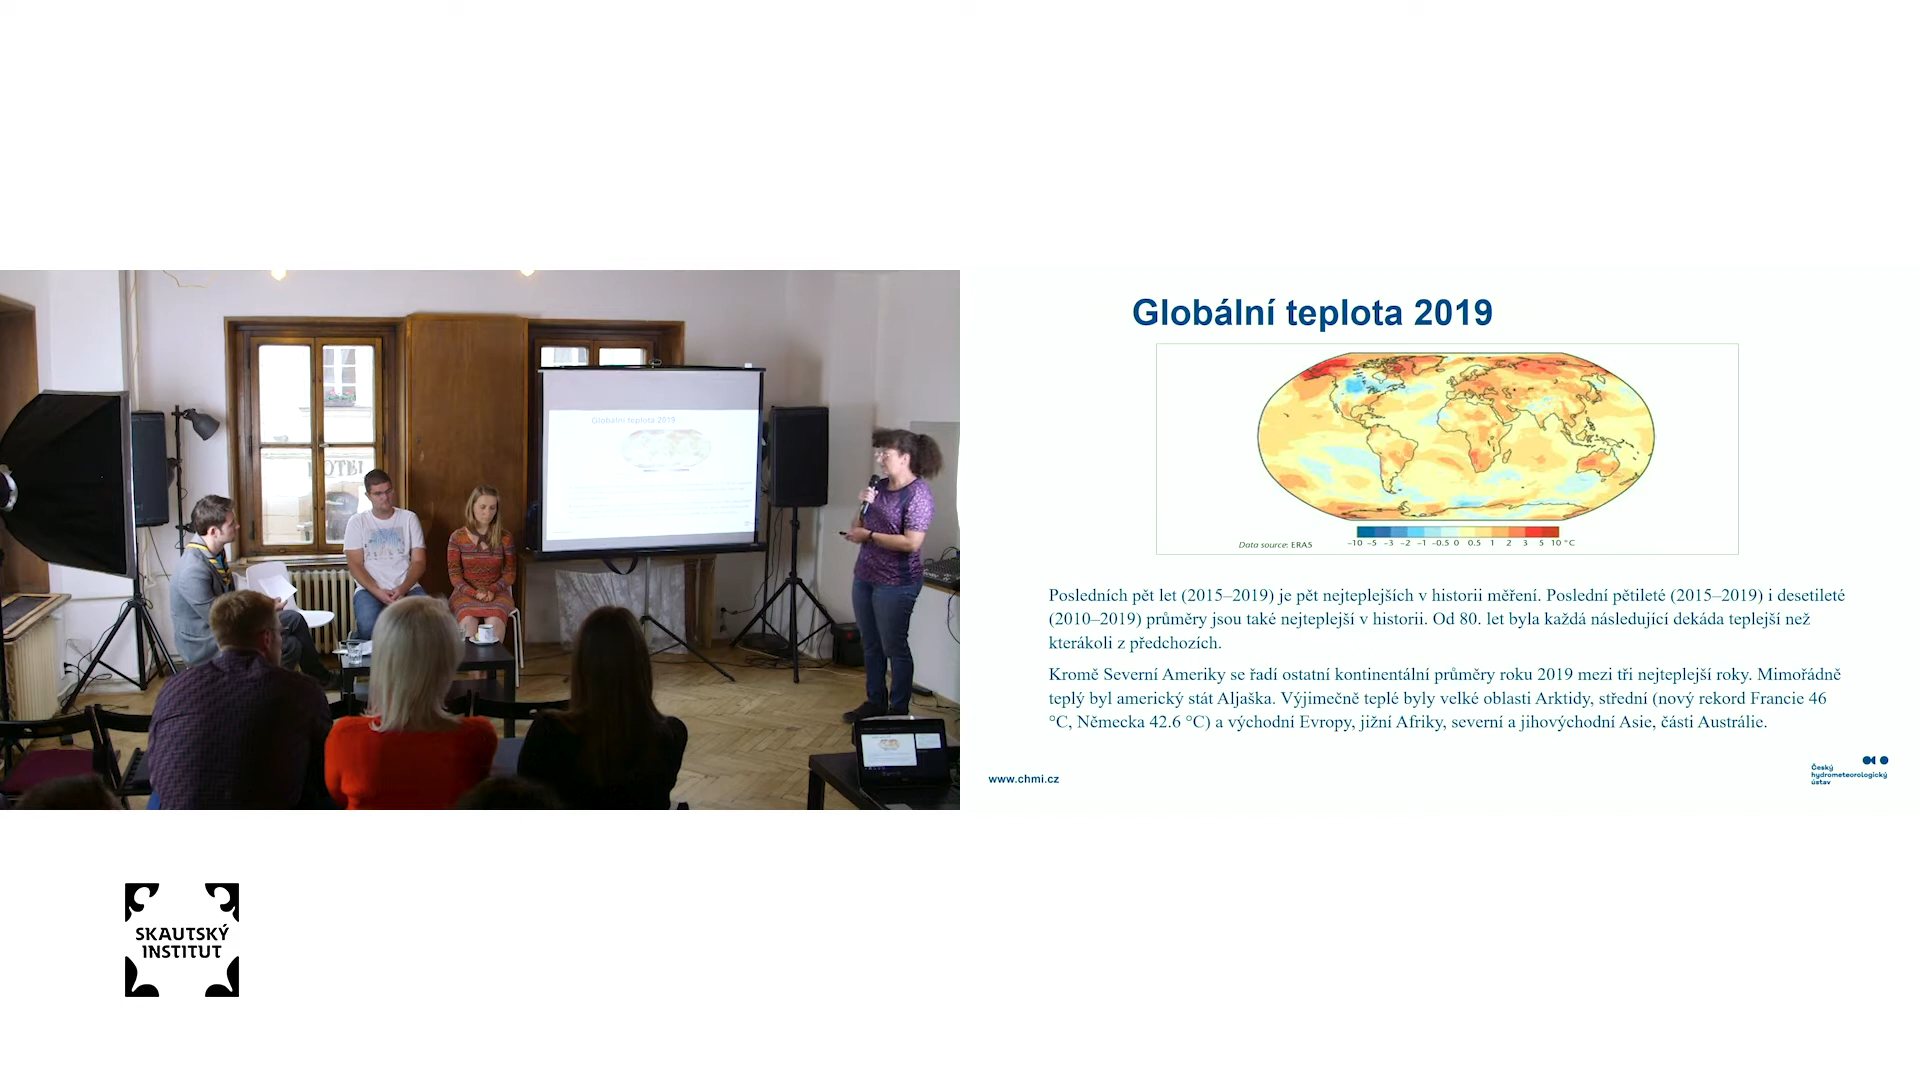 Globální teplota 2019
Globální teplota 2019
Data source: ERA5
-10 -5 -3 -2 -1 -0.5 0 0.5 1 2 3 5 10 °C
Posledních pět let (2015–2019) je pět nejteplejších v historii měření. Poslední pětileté (2015–2019) i desetileté
(2010–2019) průměry jsou také nejteplejší v historii. Od 80. let byla každá následující dekáda teplejší než
kterákoli z předchozích.
Kromě Severní Ameriky se řadí ostatní kontinentální průměry roku 2019 mezi tři nejteplejší roky. Mimořádně
teplý byl americký stát Aljaška. Výjimečně teplé byly velké oblasti Arktidy, střední (nový rekord Francie 46
°C, Německa 42.6 °C) a východní Evropy, jižní Afriky, severní a jihovýchodní Asie, části Austrálie.
www.chmi.cz
Český
hydrometeorologický
ústav
SKAUTSKÝ
INSTITUT